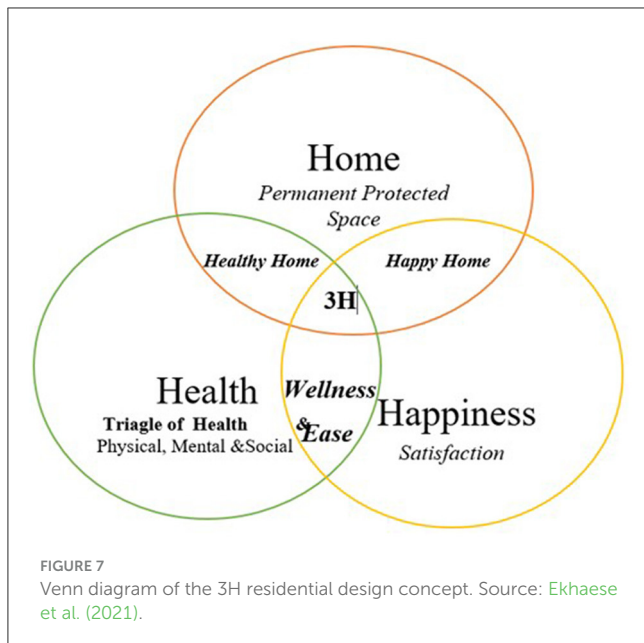 Home
Permanent Protected
Space
Healthy Home
Happy Home
3H
Health
Triagle of Health
Physical, Mental &Social
Wellness
&
Ease
Happiness
Satisfaction
FIGURE 7
Venn diagram of the 3H residential design concept. Source: Ekhaese
et al. (2021).